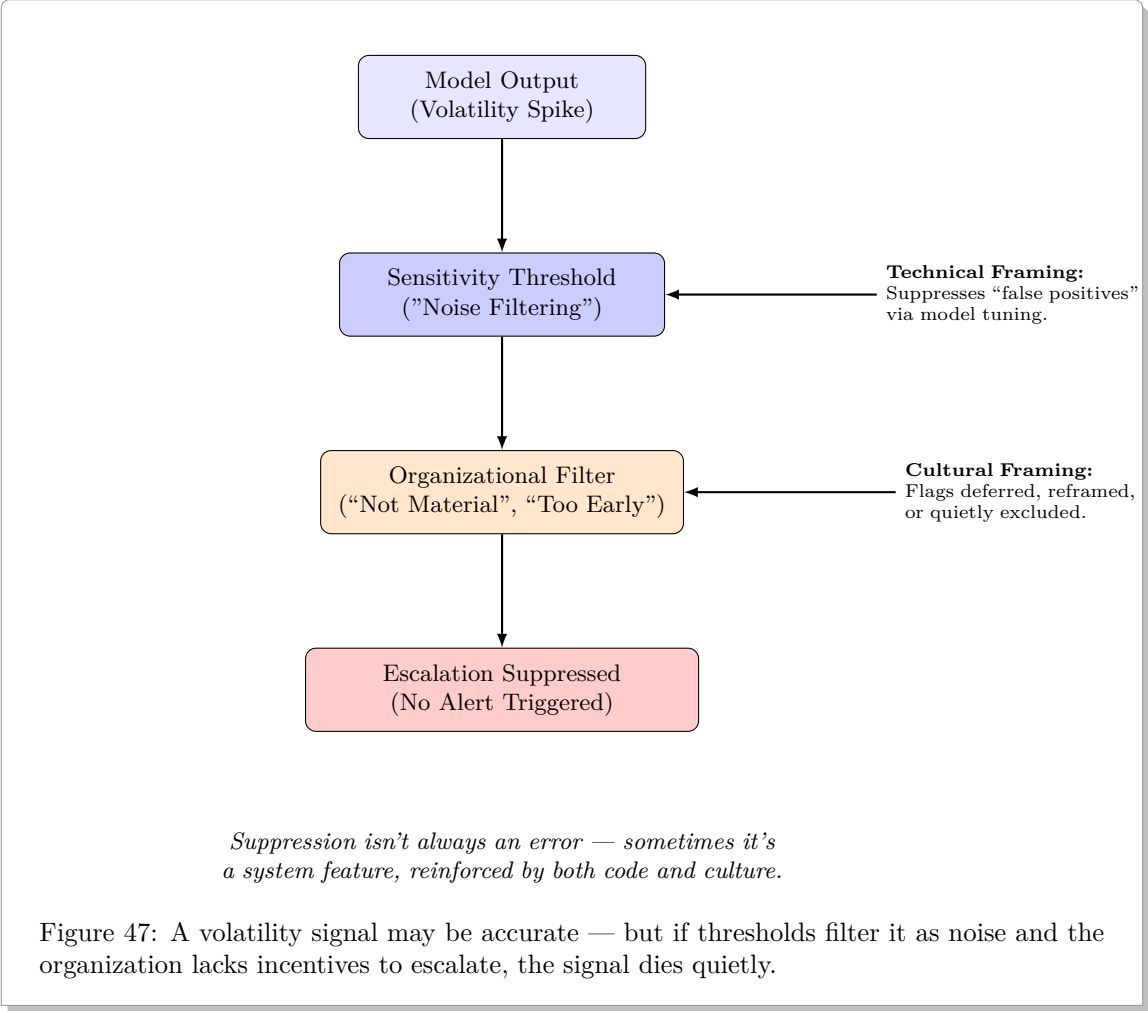 Model Output
(Volatility Spike)
Sensitivity Threshold
(”Noise Filtering”)
Technical Framing:
Suppresses “false positives”
via model tuning.
Organizational Filter
(“Not Material”, “Too Early”)
Cultural Framing:
Flags deferred, reframed,
or quietly excluded.
Escalation Suppressed
(No Alert Triggered)
Suppression isn’t always an error — sometimes it’s
a system feature, reinforced by both code and culture.
Figure 47: A volatility signal may be accurate — but if thresholds filter it as noise and the
organization lacks incentives to escalate, the signal dies quietly.